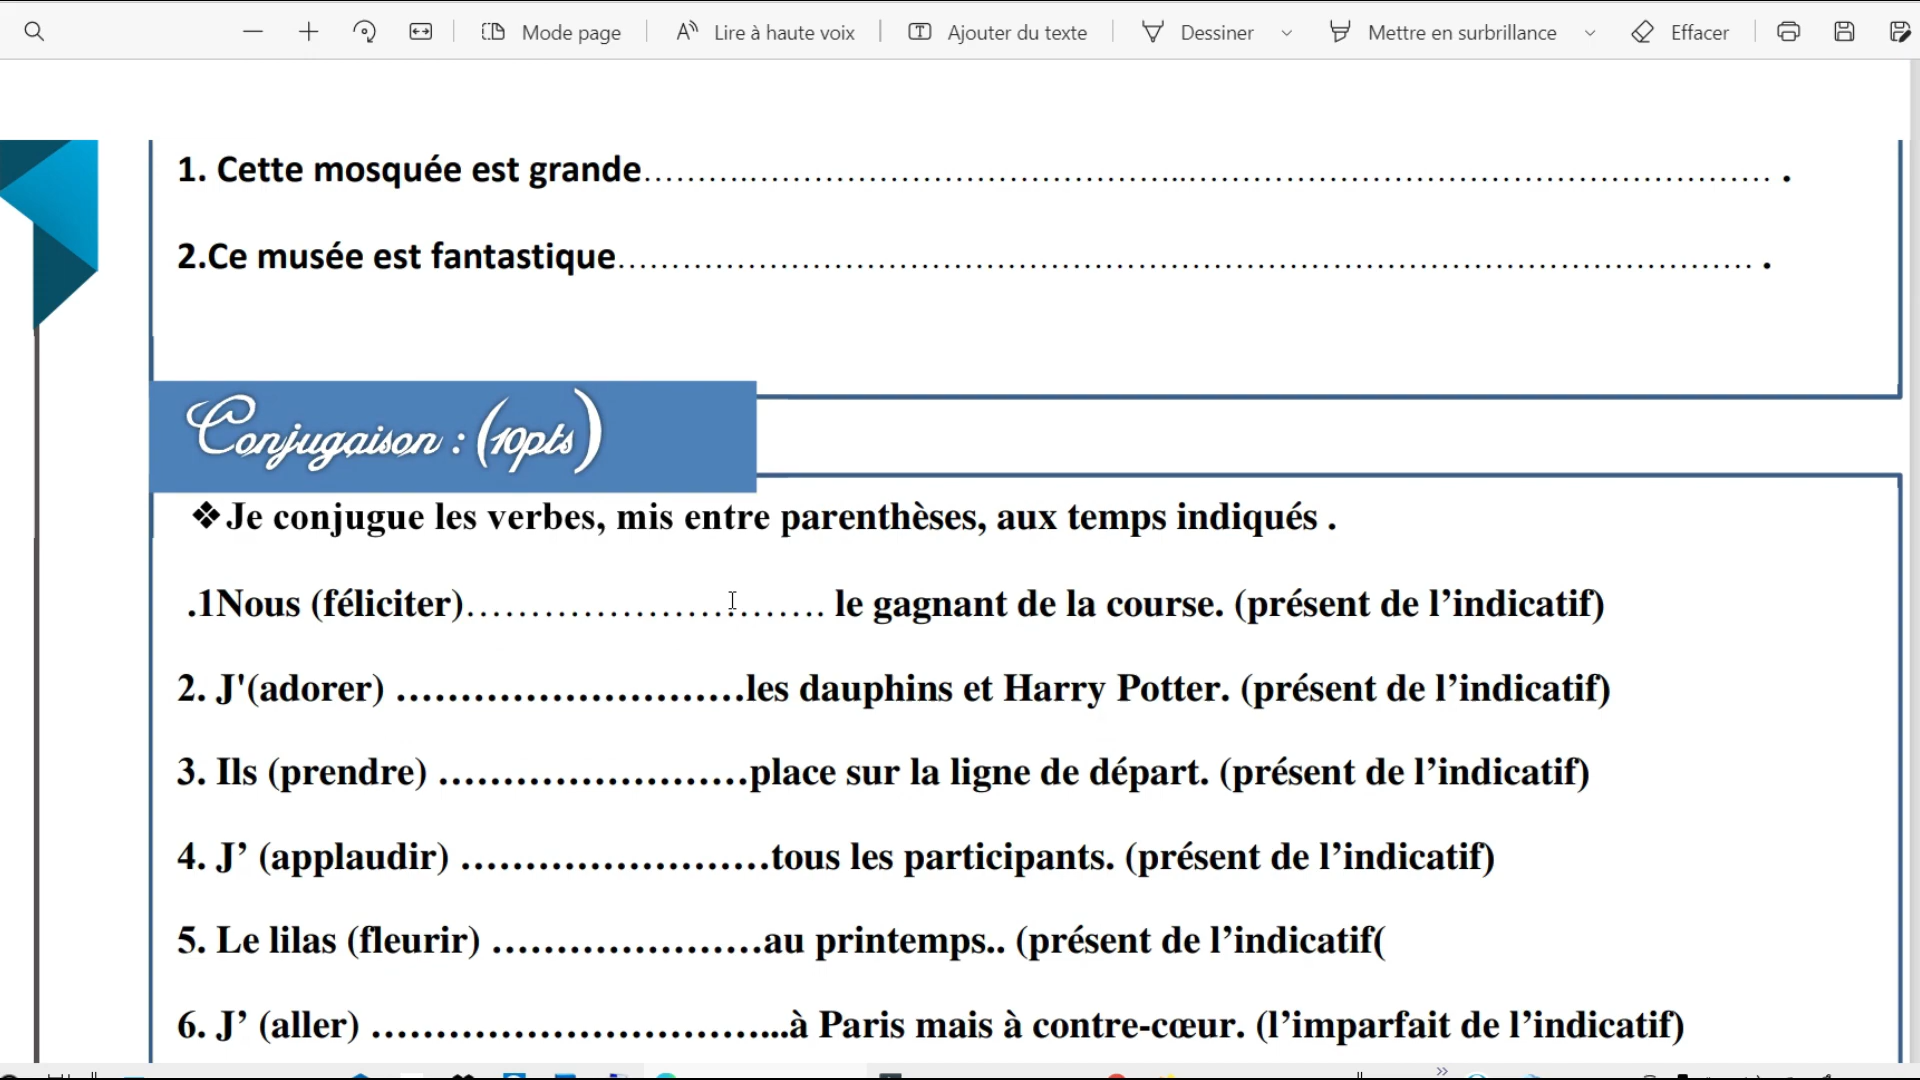 Mode page Lire à haute voix Ajouter du texte Dessiner Mettre en surbrillance Effacer
1. Cette mosquée est grande……………………………………………………………………………… .
2.Ce musée est fantastique……………………………………………………………………………… .
Conjugaison : (10pts)
❖Je conjugue les verbes, mis entre parenthèses, aux temps indiqués .
.1Nous (féliciter)………………………. le gagnant de la course. (présent de l’indicatif)
2. J'(adorer) ………………………les dauphins et Harry Potter. (présent de l’indicatif)
3. Ils (prendre) ……………………place sur la ligne de départ. (présent de l’indicatif)
4. J’ (applaudir) ……………………tous les participants. (présent de l’indicatif)
5. Le lilas (fleurir) …………………au printemps.. (présent de l’indicatif(
6. J’ (aller) …………………………...à Paris mais à contre-cœur. (l’imparfait de l’indicatif)